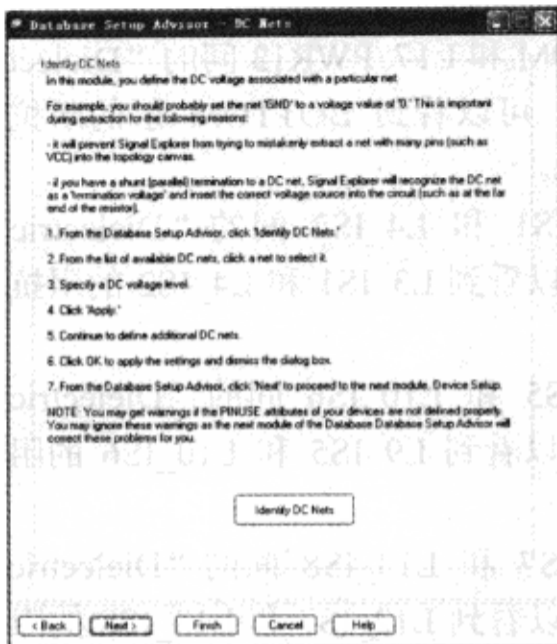 Database Setup Advisor - DC Nets
Identify DC Nets
In this module, you define the DC voltage associated with a particular net.
For example, you should probably set the net 'GND' to a voltage value of '0.' This is important
during extraction for the following reasons:
- it will prevent Signal Explorer from trying to mistakenly extract a net with many pins (such as
VCC) into the topology canvas.
- if you have a shunt (parallel) termination to a DC net, Signal Explorer will recognize the DC net
as a 'termination voltage' and insert the correct voltage source into the circuit (such as at the far
end of the resistor).
1. From the Database Setup Advisor, click 'Identify DC Nets.'
2. From the list of available DC nets, click a net to select it.
3. Specify a DC voltage level.
4. Click 'Apply.'
5. Continue to define additional DC nets.
6. Click OK to apply the settings and dismiss the dialog box.
7. From the Database Setup Advisor, click 'Next' to proceed to the next module, Device Setup.
NOTE: You may get warnings if the PINUSE attributes of your devices are not defined properly.
You may ignore these warnings as the next module of the Database Database Setup Advisor will
correct these problems for you.
Identify DC Nets
< Back Next > Finish Cancel Help